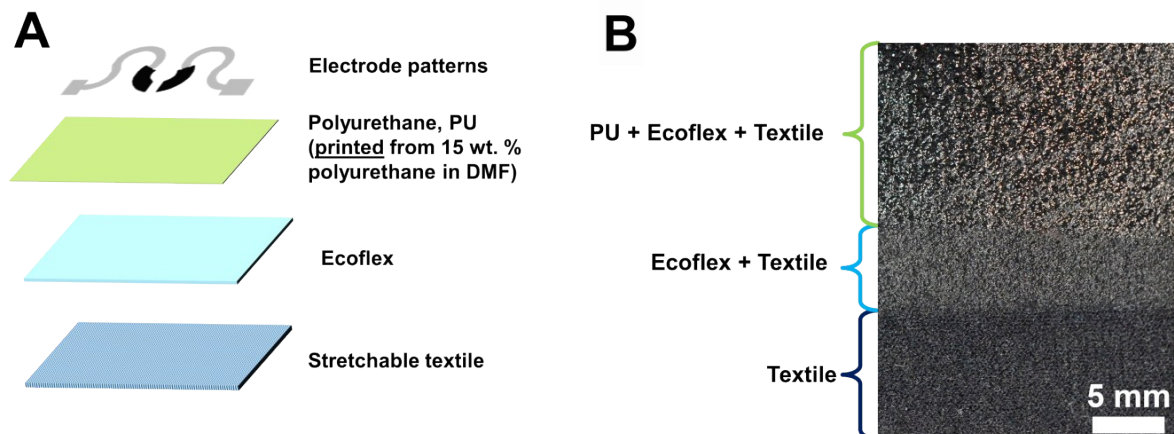 A
Electrode patterns
Polyurethane, PU
(printed from 15 wt. %
polyurethane in DMF)
Ecoflex
Stretchable textile
B
PU + Ecoflex + Textile
Ecoflex + Textile
Textile
5 mm